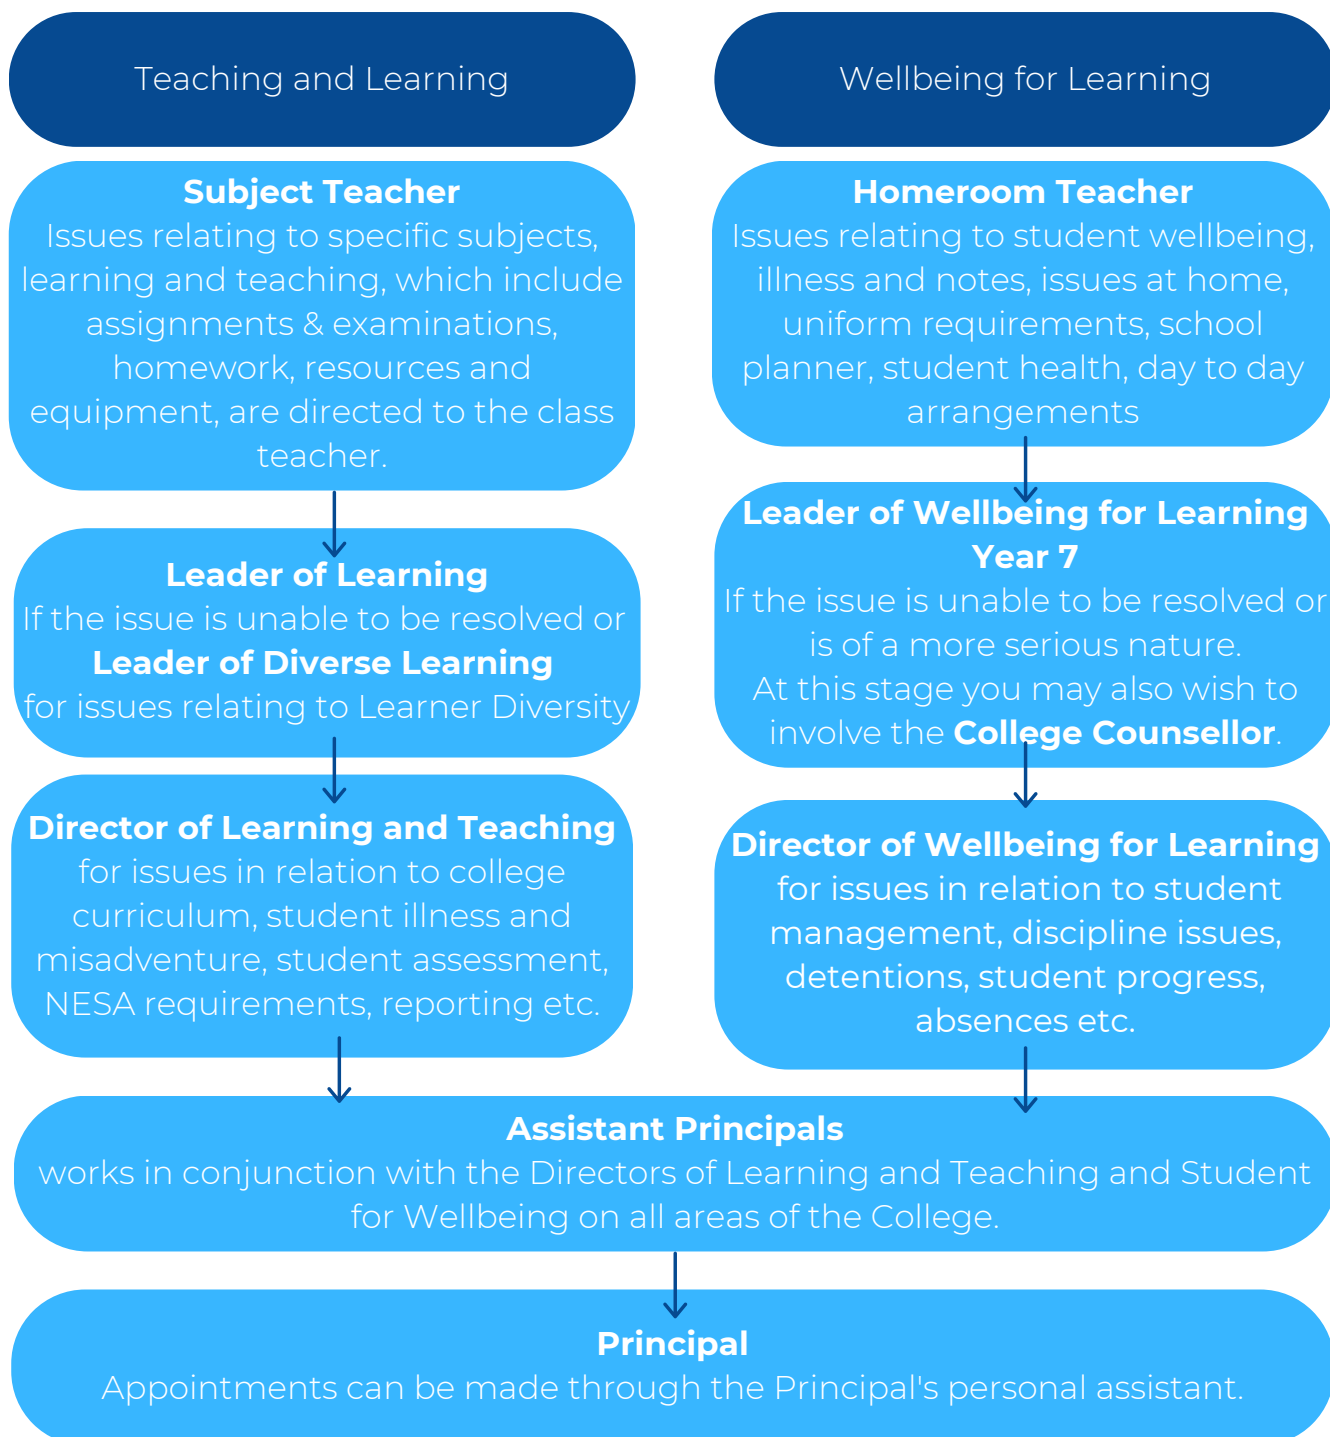 Teaching and Learning
Subject Teacher
Issues relating to specific subjects,
learning and teaching, which include
assignments & examinations,
homework, resources and
equipment, are directed to the class
teacher.
Leader of Learning
If the issue is unable to be resolved or
Leader of Diverse Learning
for issues relating to Learner Diversity
Director of Learning and Teaching
for issues in relation to college
curriculum, student illness and
misadventure, student assessment,
NESA requirements, reporting etc.
Wellbeing for Learning
Homeroom Teacher
Issues relating to student wellbeing,
illness and notes, issues at home,
uniform requirements, school
planner, student health, day to day
arrangements
Leader of Wellbeing for Learning
Year 7
If the issue is unable to be resolved or
is of a more serious nature.
At this stage you may also wish to
involve the College Counsellor.
Director of Wellbeing for Learning
for issues in relation to student
management, discipline issues,
detentions, student progress,
absences etc.
Assistant Principals
works in conjunction with the Directors of Learning and Teaching and Student
for Wellbeing on all areas of the College.
Principal
Appointments can be made through the Principal's personal assistant.